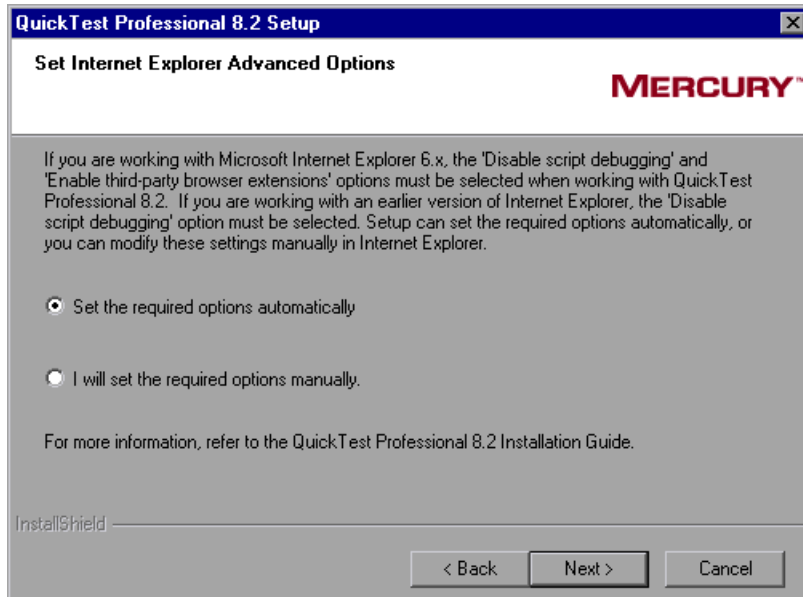 QuickTest Professional 8.2 Setup
Set Internet Explorer Advanced Options
MERCURY™
If you are working with Microsoft Internet Explorer 6.x, the 'Disable script debugging' and
'Enable third-party browser extensions' options must be selected when working with QuickTest
Professional 8.2.  If you are working with an earlier version of Internet Explorer, the 'Disable
script debugging' option must be selected. Setup can set the required options automatically, or
you can modify these settings manually in Internet Explorer.
Set the required options automatically
I will set the required options manually.
For more information, refer to the QuickTest Professional 8.2 Installation Guide.
InstallShield
< Back Next > Cancel